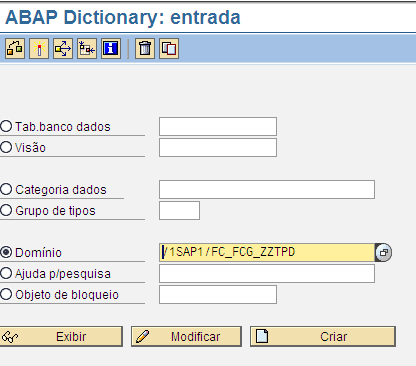 ABAP Dictionary: entrada
Tab.banco dados
Visão
Categoria dados
Grupo de tipos
Domínio /1SAP1/FC_FCG_ZZTPD
Ajuda p/pesquisa
Objeto de bloqueio
Exibir Modificar Criar